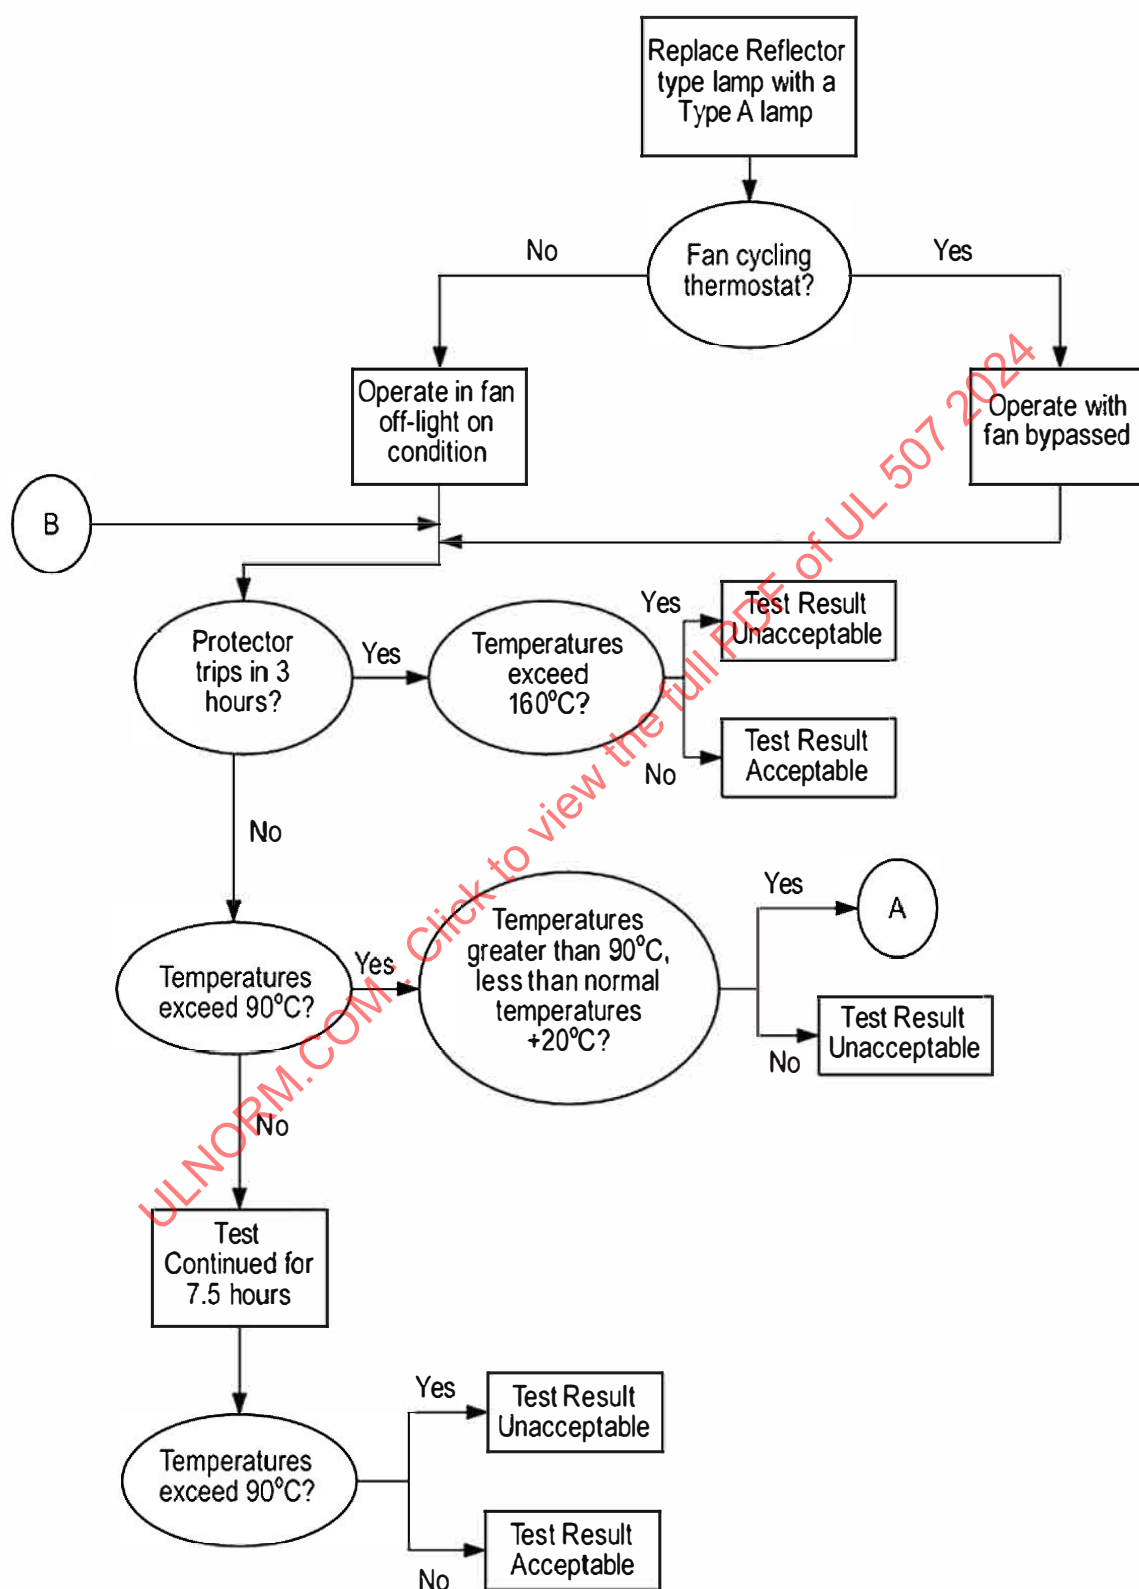 Replace Reflector
type lamp with a
Type A lamp
No
Fan cycling
thermostat?
Yes
Operate in fan
off-light on
condition
Operate with
fan bypassed
B
Protector
trips in 3
hours?
Yes
Temperatures
exceed
160°C?
Yes
Test Result
Unacceptable
No
Test Result
Acceptable
No
Temperatures
exceed 90°C?
Yes
Temperatures
greater than 90°C,
less than normal
temperatures
+20°C?
Yes
A
No
Test Result
Unacceptable
No
Test
Continued for
7.5 hours
Temperatures
exceed 90°C?
Yes
Test Result
Unacceptable
No
Test Result
Acceptable
ULNORM.COM : Click to view the full PDF of UL 507 2024